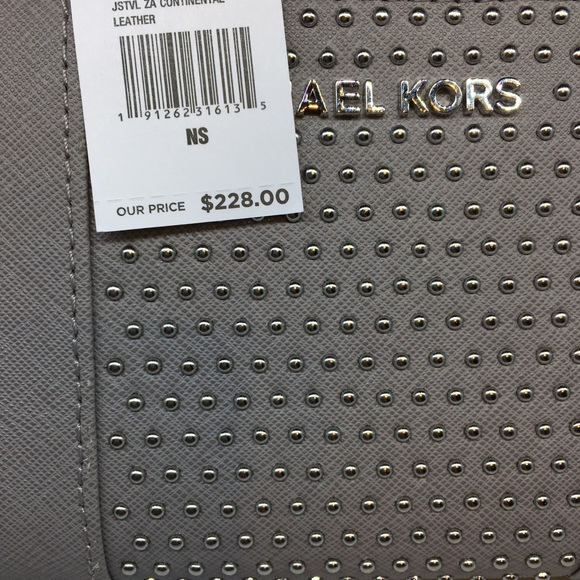 JSTVL ZA CONTINENTAL
LEATHER
AEL KORS
1 91262 31613 5
NS
OUR PRICE $228.00